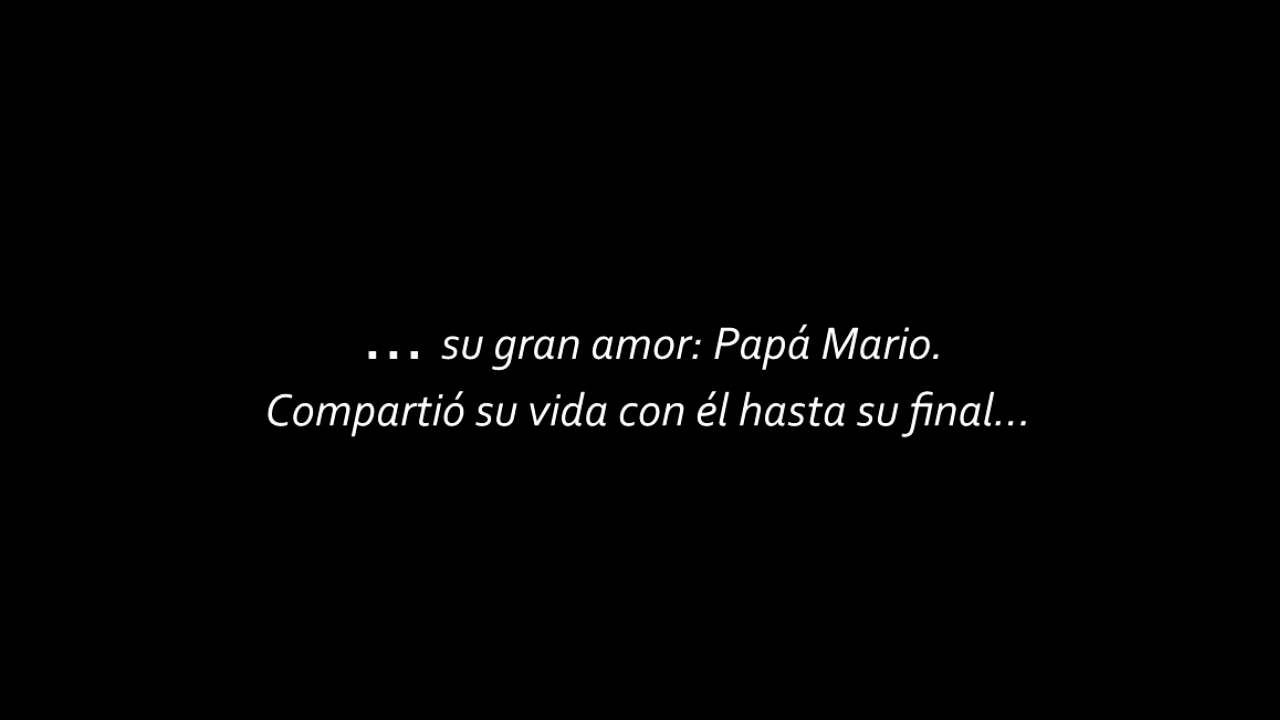 ... su gran amor: Papá Mario.
Compartió su vida con él hasta su final...